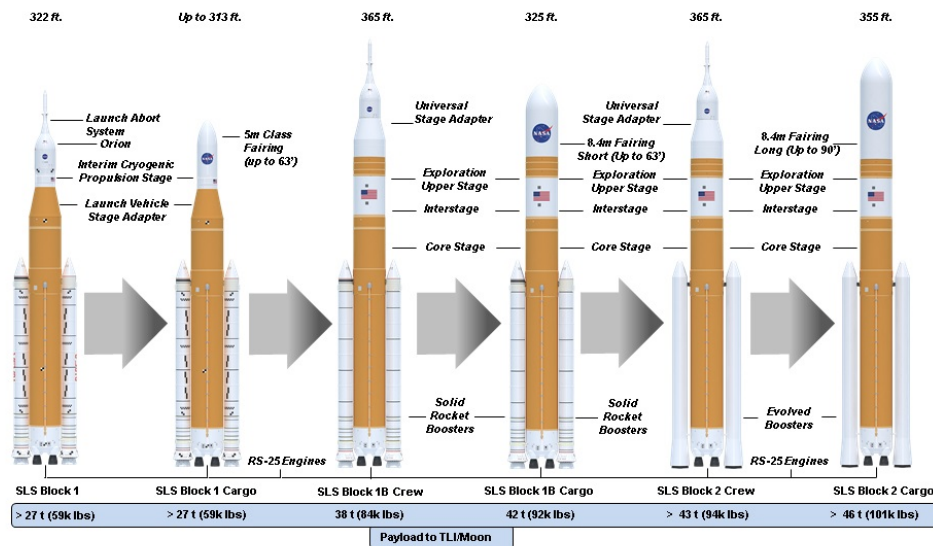 322 ft.
Up to 313 ft.
365 ft.
325 ft.
365 ft.
355 ft.
Launch Abort
System
Orion
Interim Cryogenic
Propulsion Stage
Launch Vehicle
Stage Adapter
5m Class
Fairing
(up to 63')
Universal
Stage Adapter
Exploration
Upper Stage
Interstage
Core Stage
Solid
Rocket
Boosters
8.4m Fairing
Short (Up to 63')
Universal
Stage Adapter
Exploration
Upper Stage
Interstage
Core Stage
Solid
Rocket
Boosters
8.4m Fairing
Long (Up to 90')
Exploration
Upper Stage
Interstage
Core Stage
Evolved
Boosters
NASA
NASA
RS-25 Engines
RS-25 Engines
SLS Block 1
SLS Block 1 Cargo
SLS Block 1B Crew
SLS Block 1B Cargo
SLS Block 2 Crew
SLS Block 2 Cargo
> 27 t (59k lbs)
> 27 t (59k lbs)
38 t (84k lbs)
42 t (92k lbs)
> 43 t (94k lbs)
> 46 t (101k lbs)
Payload to TLI/Moon